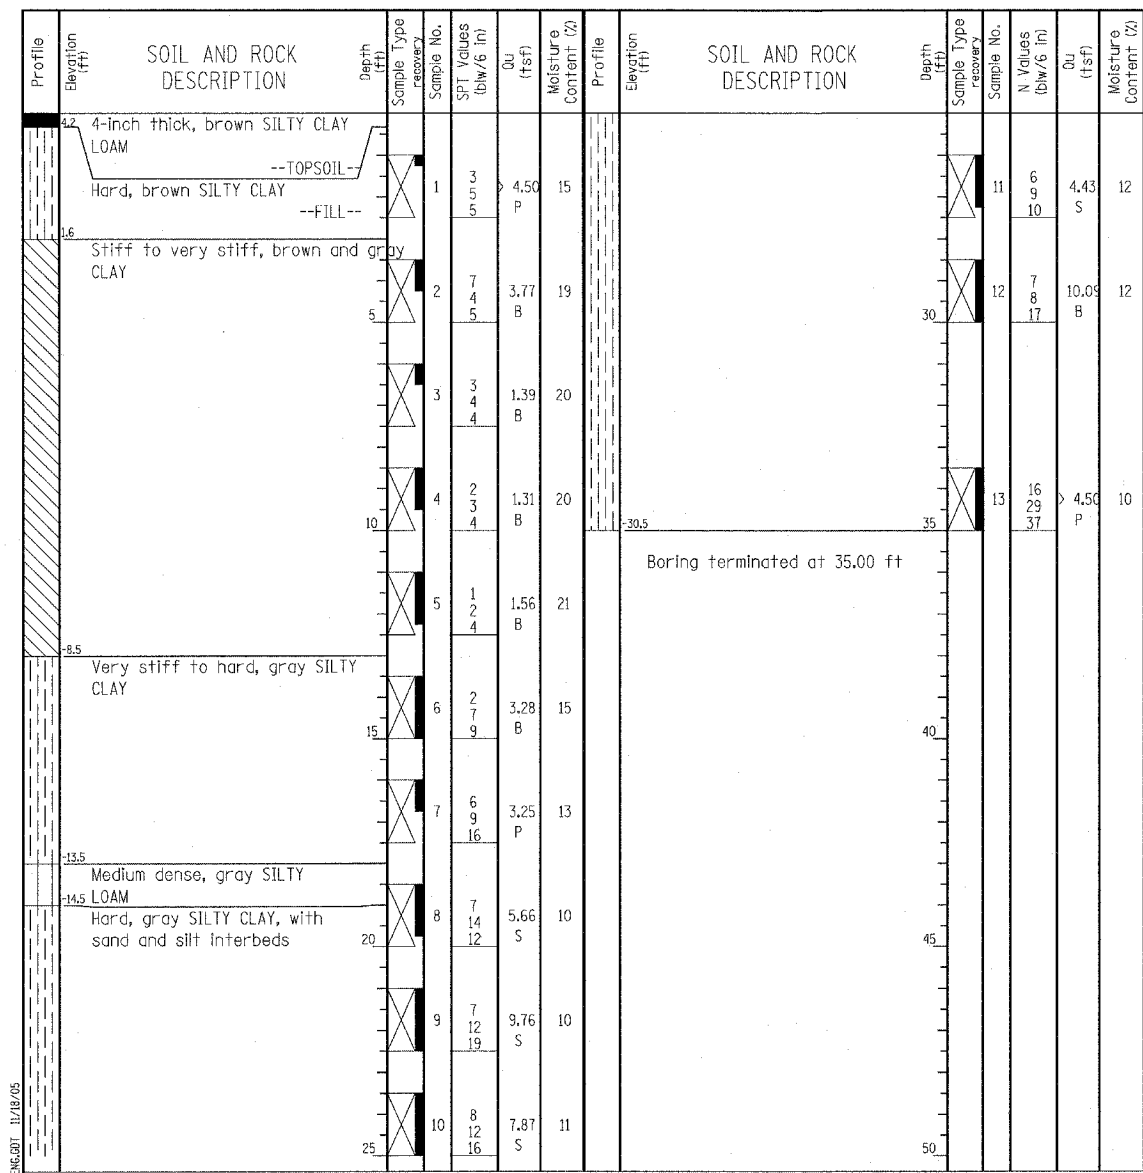 Profile
Elevation (ft)
SOIL AND ROCK
DESCRIPTION
Depth (ft)
Sample Type
recovery
Sample No.
SPT Values
(blw/6 in)
Qu
(tsf)
Moisture
Content (%)
Profile
Elevation (ft)
SOIL AND ROCK
DESCRIPTION
Depth (ft)
Sample Type
recovery
Sample No.
N Values
(blw/6 in)
Qu
(tsf)
Moisture
Content (%)
4.2 4-inch thick, brown SILTY CLAY
LOAM
--TOPSOIL--
Hard, brown SILTY CLAY
--FILL--
1 3 5 5 > 4.50 P 15
1.6
Stiff to very stiff, brown and gray
CLAY
2 7 4 5 3.77 B 19
5
3 3 4 4 1.39 B 20
4 2 3 4 1.31 B 20
10
5 1 2 4 1.56 B 21
-8.5
Very stiff to hard, gray SILTY
CLAY
6 2 7 9 3.28 B 15
15
7 6 9 16 3.25 P 13
-13.5
Medium dense, gray SILTY
-14.5 LOAM
Hard, gray SILTY CLAY, with
sand and silt interbeds
8 7 14 12 5.66 S 10
20
9 7 12 19 9.76 S 10
10 8 12 16 7.87 S 11
25
11 6 9 10 4.43 S 12
12 7 8 17 10.09 B 12
30
13 16 29 37 > 4.50 P 10
-30.5
35
Boring terminated at 35.00 ft
40
45
50
ENG.GDT 11/18/05